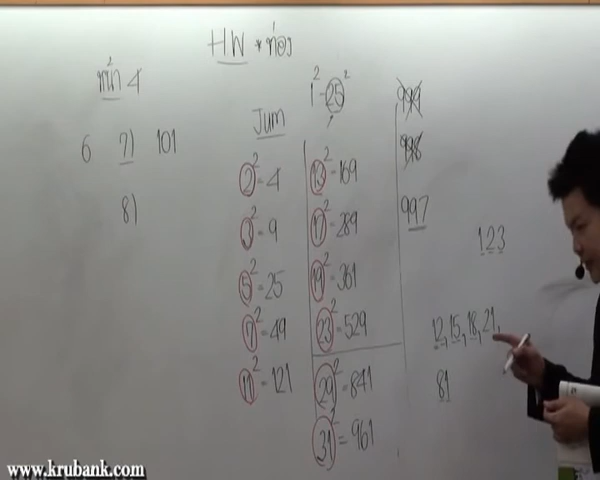 HW * ท่อง
หน้า 4
1² - 25²
6 7) 101
8)
Jum
2² = 4
3² = 9
5² = 25
7² = 49
11² = 121
13² = 169
17² = 289
19² = 361
23² = 529
29² = 841
31² = 961
999
998
997
123
12, 15, 18, 21,
81
www.krubank.com